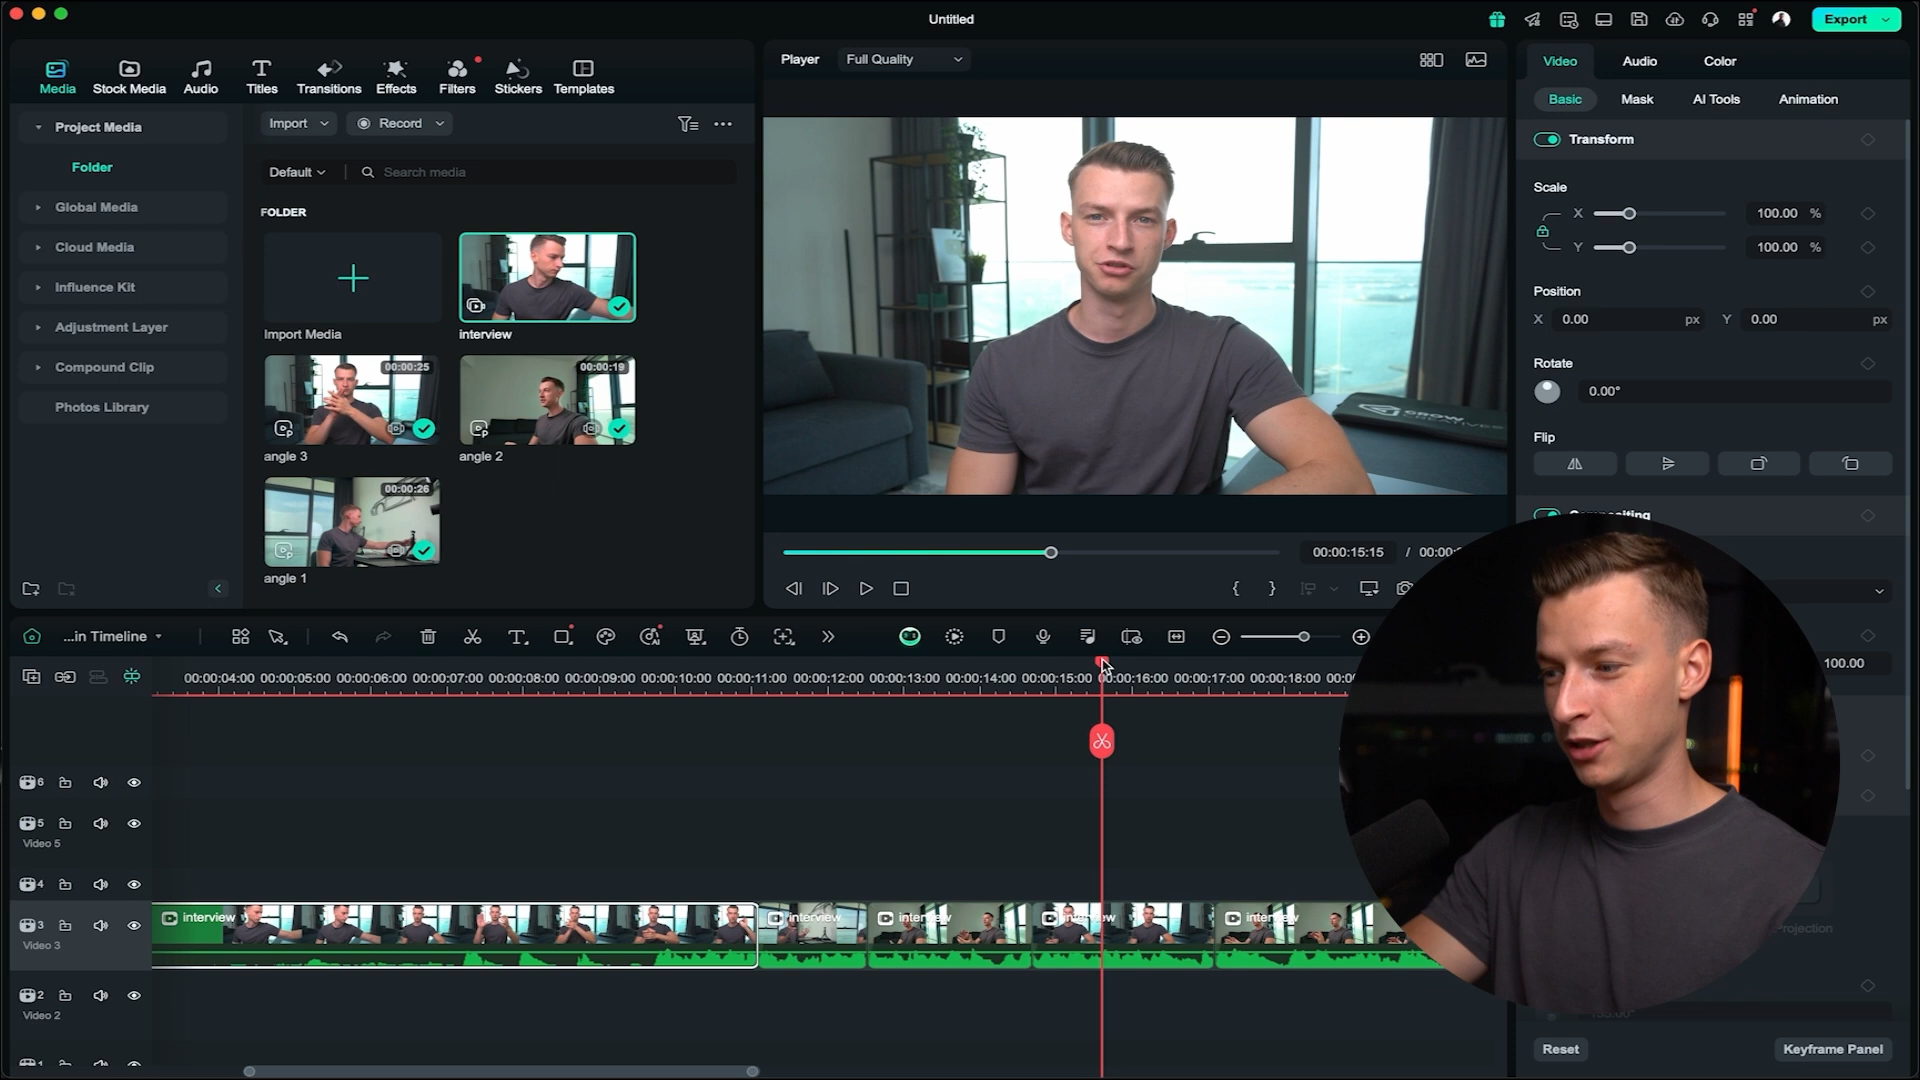 Untitled
Export
Media
Stock Media
Audio
Titles
Transitions
Effects
Filters
Stickers
Templates
Project Media
Folder
Global Media
Cloud Media
Influence Kit
Adjustment Layer
Compound Clip
Photos Library
Import
Record
Default
Search media
FOLDER
Import Media
interview
00:00:25
angle 3
00:00:19
angle 2
00:00:26
angle 1
Player
Full Quality
GROW
CREATIVES
00:00:15:15 / 00:00:
Video
Audio
Color
Basic
Mask
AI Tools
Animation
Transform
Scale
X 100.00 %
Y 100.00 %
Position
X 0.00 px Y 0.00 px
Rotate
0.00°
Flip
Compositing
100.00
Projection
Reset
Keyframe Panel
...in Timeline
00:00:04:00 00:00:05:00 00:00:06:00 00:00:07:00 00:00:08:00 00:00:09:00 00:00:10:00 00:00:11:00 00:00:12:00 00:00:13:00 00:00:14:00 00:00:15:00 00:00:16:00 00:00:17:00 00:00:18:00
6
5
Video 5
4
3
Video 3
interview
interview
interview
interview
interview
2
Video 2
1